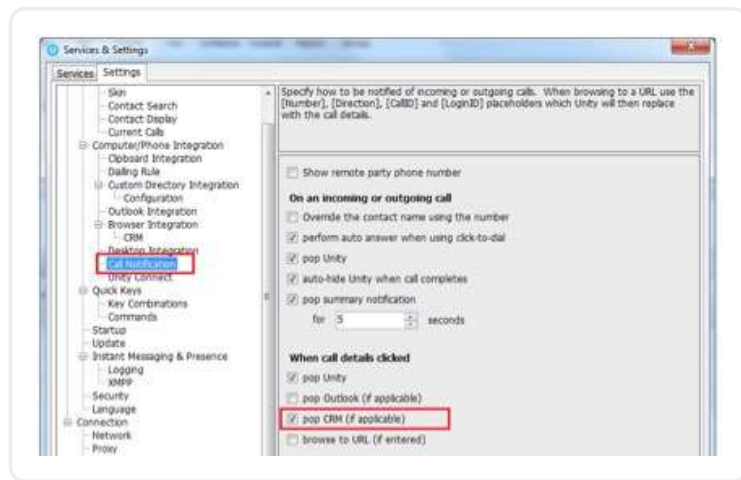 Services & Settings
Services
Settings
Skin
Contact Search
Contact Display
Current Calls
Computer/Phone Integration
Clipboard Integration
Dialing Rule
Custom Directory Integration
Configuration
Outlook Integration
Browser Integration
CRM
Desktop Integration
Call Notification
Unity Connect
Quick Keys
Key Combinations
Commands
Startup
Update
Instant Messaging & Presence
Logging
XMPP
Security
Language
Connection
Network
Proxy
Specify how to be notified of incoming or outgoing calls. When browsing to a URL use the
[Number], [Direction], [CallID] and [LoginID] placeholders which Unity will then replace
with the call details.
Show remote party phone number
On an incoming or outgoing call
Override the contact name using the number
perform auto answer when using click-to-dial
pop Unity
auto-hide Unity when call completes
pop summary notification
for 5 seconds
When call details clicked
pop Unity
pop Outlook (if applicable)
pop CRM (if applicable)
browse to URL (if entered)